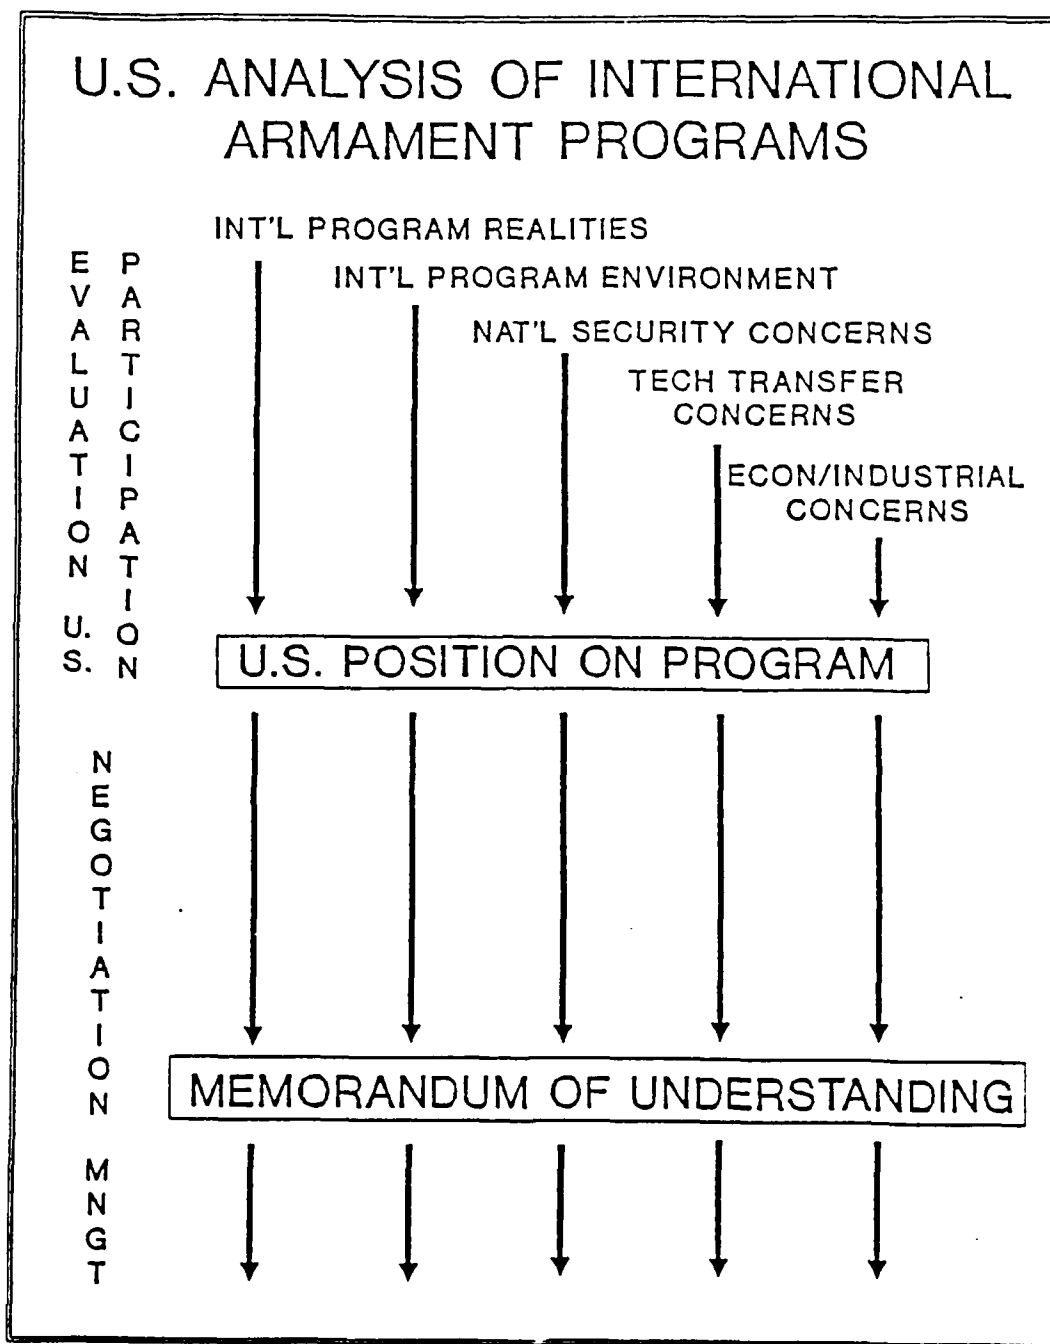 U.S. ANALYSIS OF INTERNATIONAL
ARMAMENT PROGRAMS
INT'L PROGRAM REALITIES
INT'L PROGRAM ENVIRONMENT
NAT'L SECURITY CONCERNS
TECH TRANSFER
CONCERNS
ECON/INDUSTRIAL
CONCERNS
EVALUATION U.S.
PARTICIPATION
U.S. POSITION ON PROGRAM
NEGOTIATION
MEMORANDUM OF UNDERSTANDING
MNGT